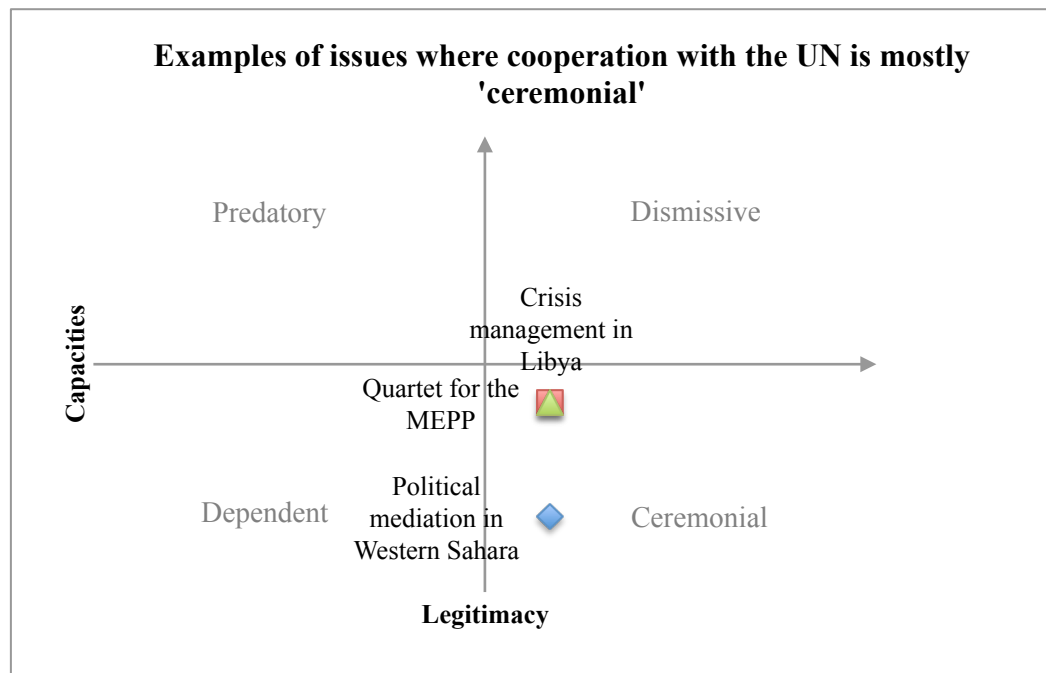 Examples of issues where cooperation with the UN is mostly
'ceremonial'
Predatory
Dismissive
Crisis
management in
Libya
Capacities
Quartet for the
MEPP
Dependent
Political
mediation in
Western Sahara
Ceremonial
Legitimacy